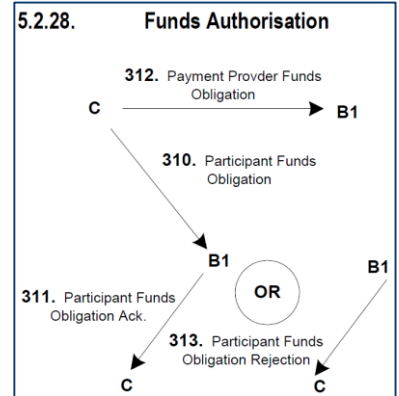 5.2.28. Funds Authorisation
312. Payment Provder Funds
Obligation
C
B1
310. Participant Funds
Obligation
B1
B1
311. Participant Funds
Obligation Ack.
OR
313. Participant Funds
Obligation Rejection
C
C